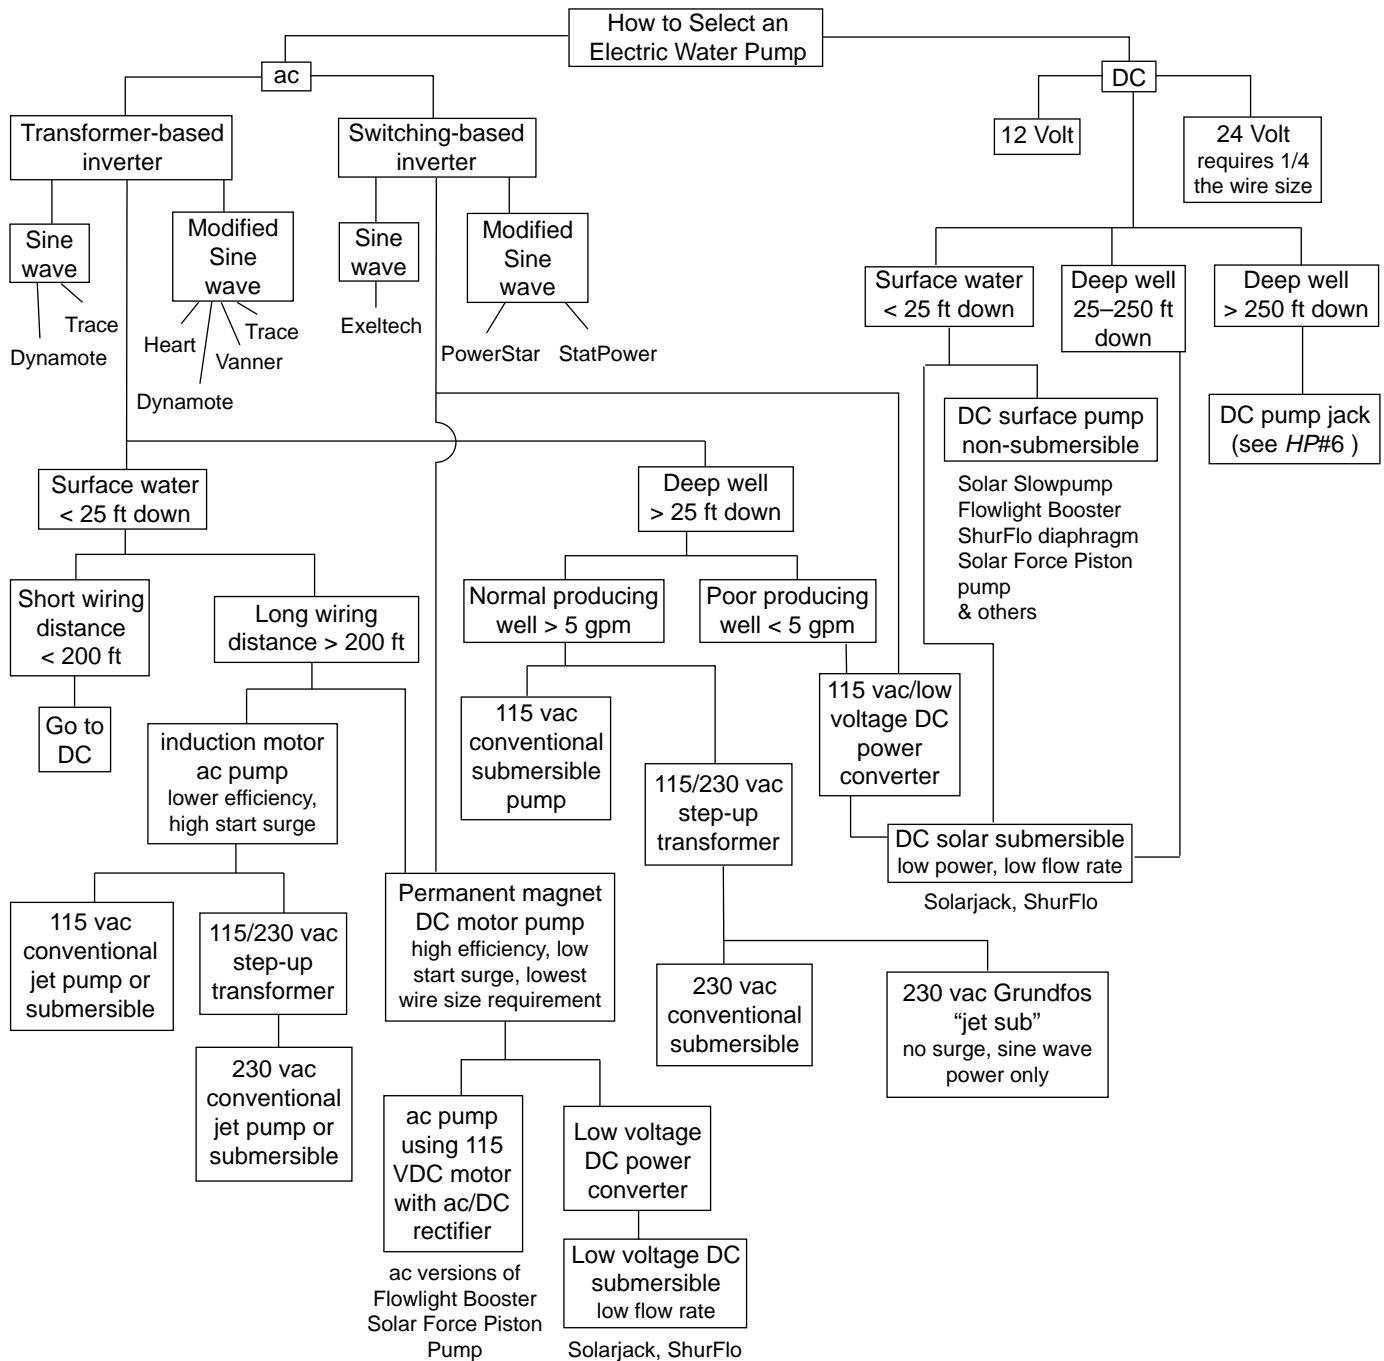 How to Select an
Electric Water Pump
ac
DC
Transformer-based
inverter
Switching-based
inverter
12 Volt
24 Volt
requires 1/4
the wire size
Sine
wave
Modified
Sine
wave
Sine
wave
Modified
Sine
wave
Trace
Dynamote
Heart
Trace
Vanner
Dynamote
Exeltech
PowerStar
StatPower
Surface water
< 25 ft down
Deep well
25–250 ft
down
Deep well
> 250 ft down
DC surface pump
non-submersible
DC pump jack
(see HP#6 )
Solar Slowpump
Flowlight Booster
ShurFlo diaphragm
Solar Force Piston
pump
& others
Surface water
< 25 ft down
Deep well
> 25 ft down
Short wiring
distance
< 200 ft
Long wiring
distance > 200 ft
Normal producing
well > 5 gpm
Poor producing
well < 5 gpm
Go to
DC
induction motor
ac pump
lower efficiency,
high start surge
115 vac
conventional
submersible
pump
115/230 vac
step-up
transformer
115 vac/low
voltage DC
power
converter
DC solar submersible
low power, low flow rate
Solarjack, ShurFlo
115 vac
conventional
jet pump or
submersible
115/230 vac
step-up
transformer
Permanent magnet
DC motor pump
high efficiency, low
start surge, lowest
wire size requirement
230 vac
conventional
submersible
230 vac Grundfos
“jet sub”
no surge, sine wave
power only
230 vac
conventional
jet pump or
submersible
ac pump
using 115
VDC motor
with ac/DC
rectifier
Low voltage
DC power
converter
ac versions of
Flowlight Booster
Solar Force Piston
Pump
Low voltage DC
submersible
low flow rate
Solarjack, ShurFlo